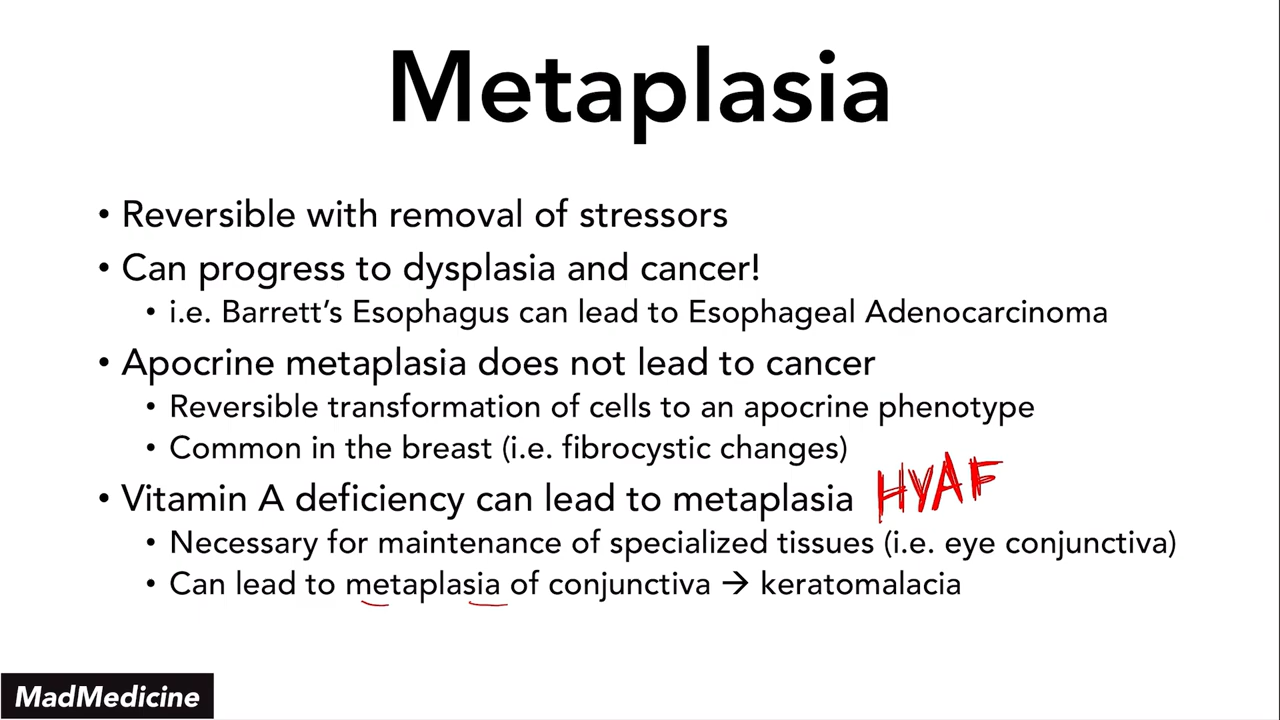 Metaplasia
• Reversible with removal of stressors
• Can progress to dysplasia and cancer!
• i.e. Barrett’s Esophagus can lead to Esophageal Adenocarcinoma
• Apocrine metaplasia does not lead to cancer
• Reversible transformation of cells to an apocrine phenotype
• Common in the breast (i.e. fibrocystic changes)
• Vitamin A deficiency can lead to metaplasia HYAF
• Necessary for maintenance of specialized tissues (i.e. eye conjunctiva)
• Can lead to metaplasia of conjunctiva → keratomalacia
MadMedicine